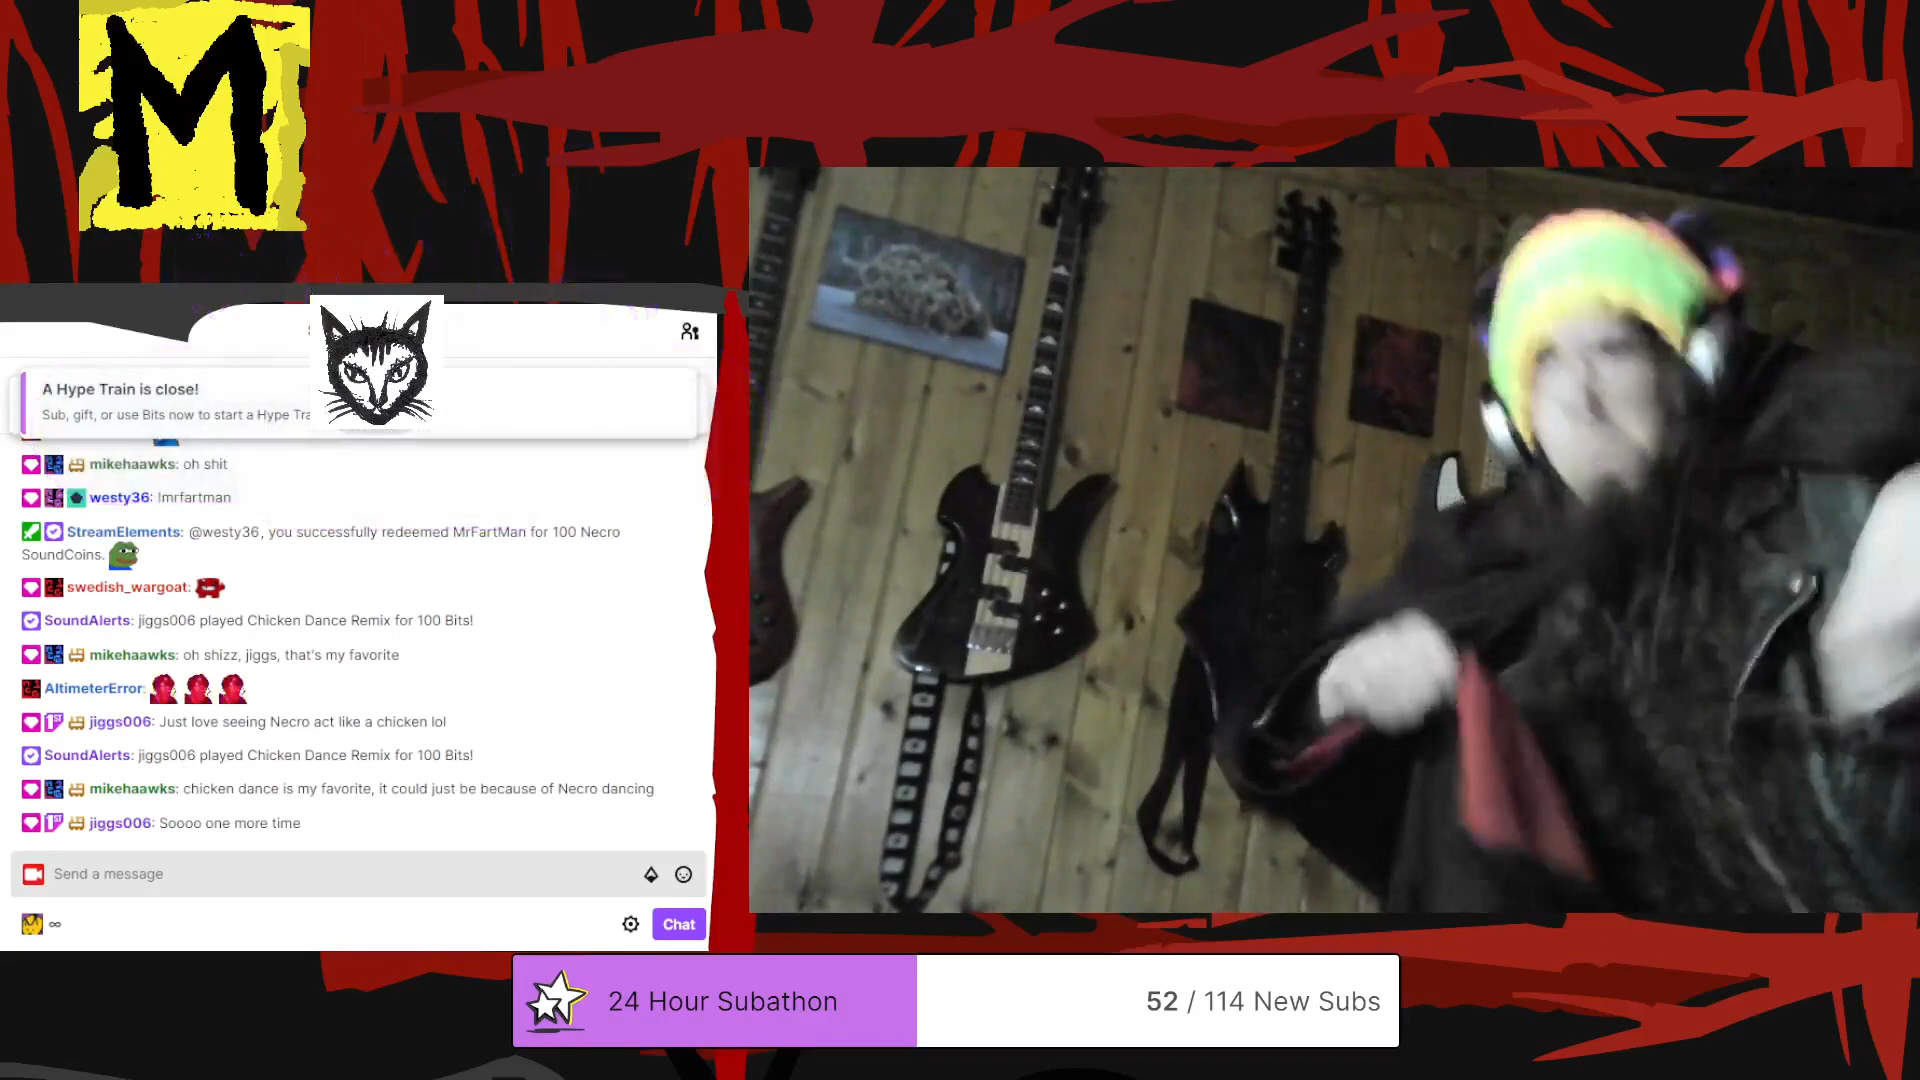 M
A Hype Train is close!
Sub, gift, or use Bits now to start a Hype
mikehaawks: oh shit
westy36: !mrfartman
StreamElements: @westy36, you successfully redeemed MrFartMan for 100 Necro
SoundCoins.
swedish_wargoat:
SoundAlerts: jiggs006 played Chicken Dance Remix for 100 Bits!
mikehaawks: oh shizz, jiggs, that's my favorite
AltimeterError:
1ST jiggs006: Just love seeing Necro act like a chicken lol
SoundAlerts: jiggs006 played Chicken Dance Remix for 100 Bits!
mikehaawks: chicken dance is my favorite, it could just be because of Necro dancing
1ST jiggs006: Soooo one more time
Send a message
∞
Chat
24 Hour Subathon
52 / 114 New Subs